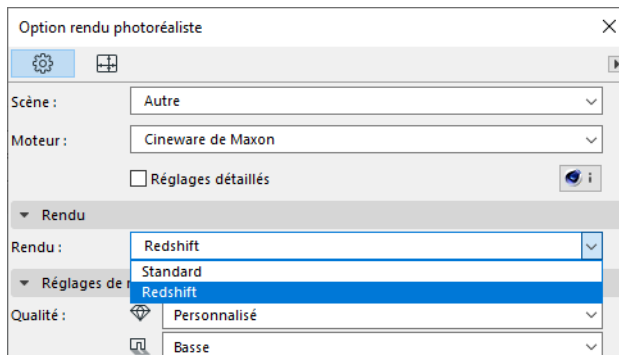 Option rendu photoréaliste
Scène :
Autre
Moteur :
Cineware de Maxon
Réglages détaillés
i
Rendu
Rendu :
Redshift
Standard
Redshift
Réglages de
Qualité :
Personnalisé
Basse